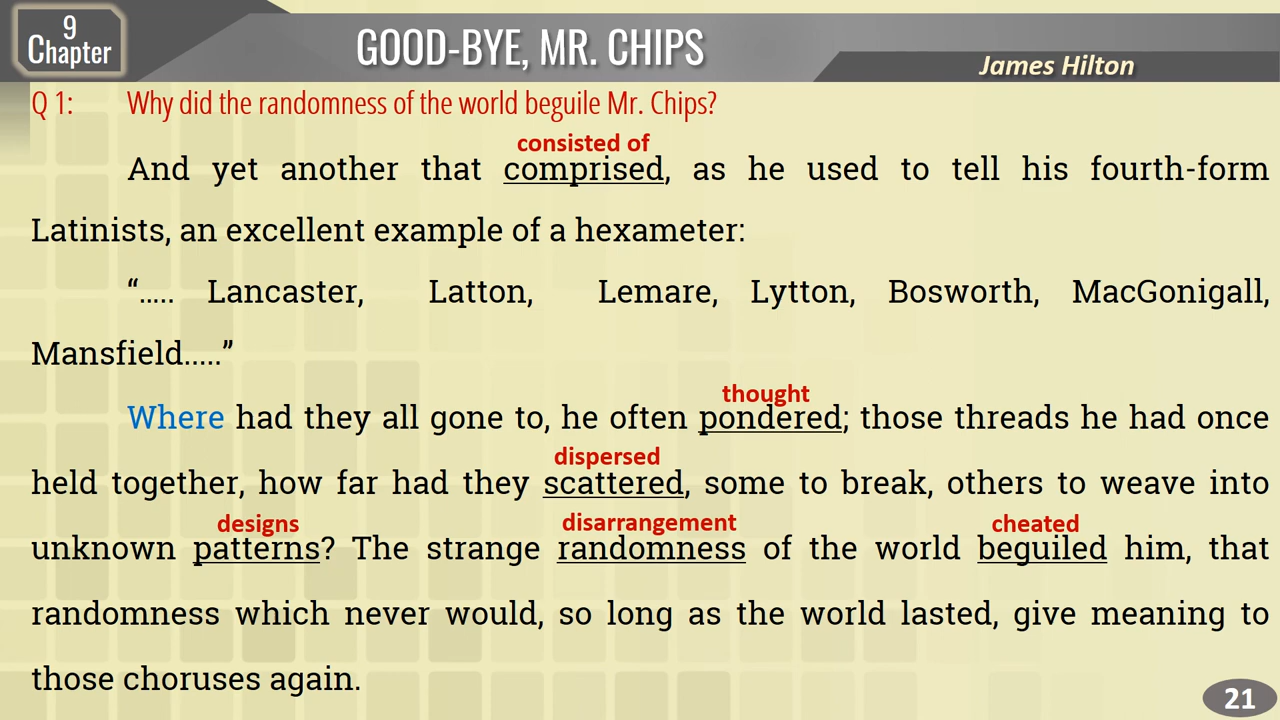 9
Chapter
GOOD-BYE, MR. CHIPS
James Hilton
Q 1: Why did the randomness of the world beguile Mr. Chips?
consisted of
And yet another that comprised, as he used to tell his fourth-form
Latinists, an excellent example of a hexameter:
“..... Lancaster, Latton, Lemare, Lytton, Bosworth, MacGonigall,
Mansfield.....”
thought
Where had they all gone to, he often pondered; those threads he had once
dispersed
held together, how far had they scattered, some to break, others to weave into
designs disarrangement cheated
unknown patterns? The strange randomness of the world beguiled him, that
randomness which never would, so long as the world lasted, give meaning to
those choruses again.
21